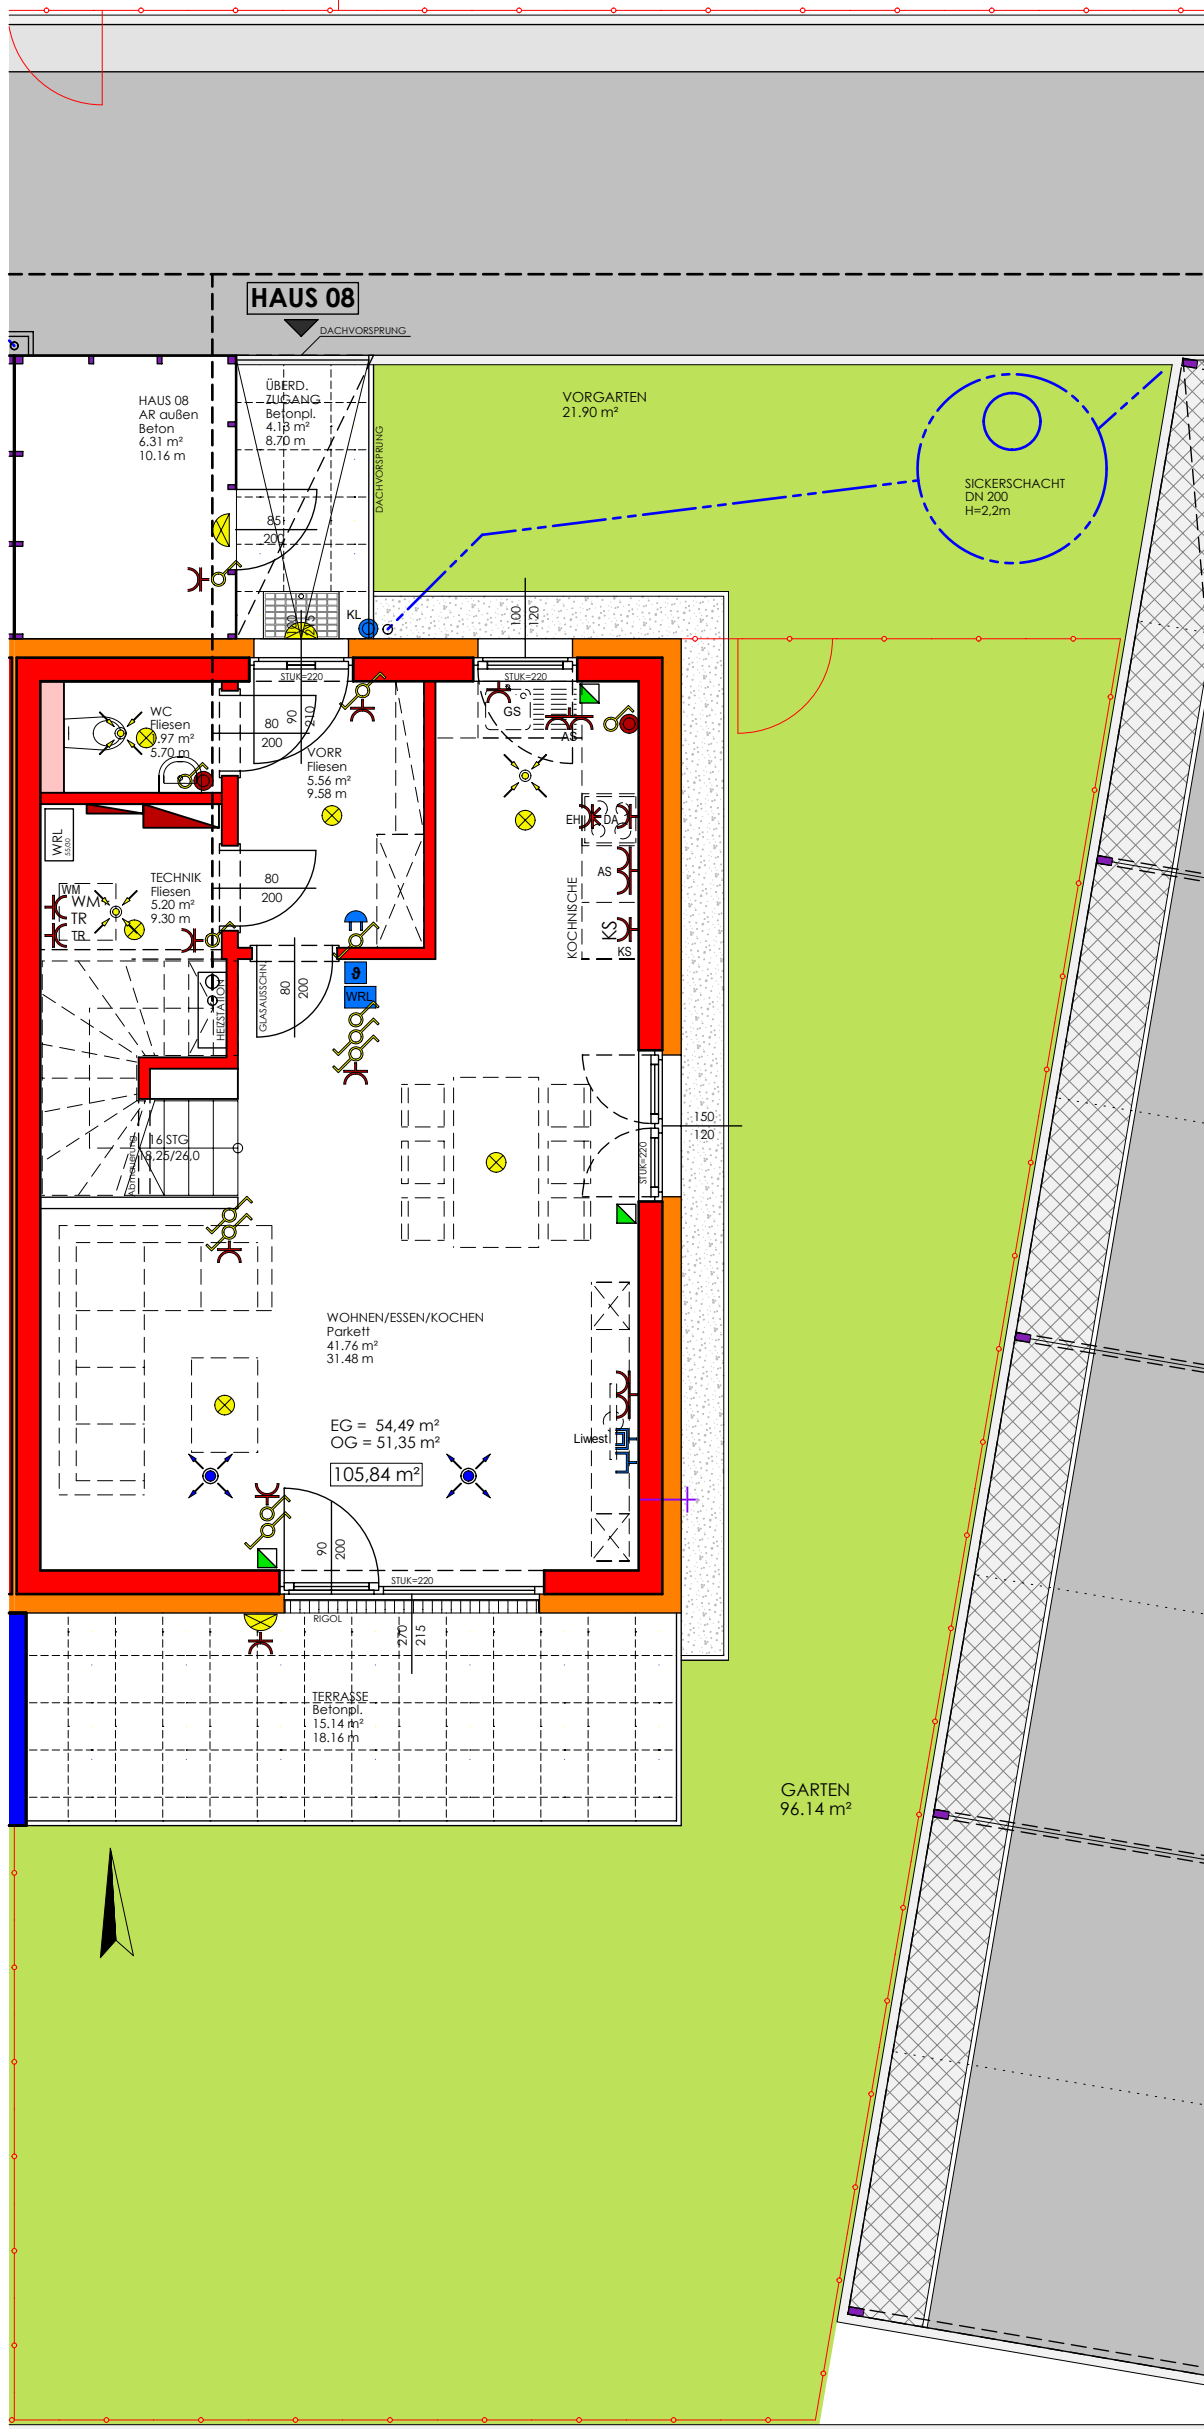 HAUS 08
DACHVORSPRUNG
HAUS 08
AR außen
Beton
6.31 m²
10.16 m
ÜBERD.
ZUGANG
Betonpl.
4.13 m²
8.70 m
DACHVORSPRUNG
VORGARTEN
21.90 m²
SICKERSCHACHT
DN 200
H=2,2m
85
200
KL
100
120
STUK=220
STUK=220
WC
Fliesen
5.70 m
80
200
90
210
VORR
Fliesen
5.56 m²
9.58 m
GS
AS
EH
DA
AS
KOCHNISCHE
KS
KS
WRL
55/30
TECHNIK
Fliesen
5.20 m²
9.30 m
WM
WM
TR
TR
80
200
HEIZSTATION
GLASAUSSCHN.
80
200
WRL
16 STG
18,25/26,0
Abmauerung
150
120
STUK=220
WOHNEN/ESSEN/KOCHEN
Parkett
41.76 m²
31.48 m
EG = 54,49 m²
OG = 51,35 m²
105,84 m²
Liwest
90
200
STUK=220
RIGOL
270
215
TERRASSE
Betonpl.
15.14 m²
18.16 m
GARTEN
96.14 m²